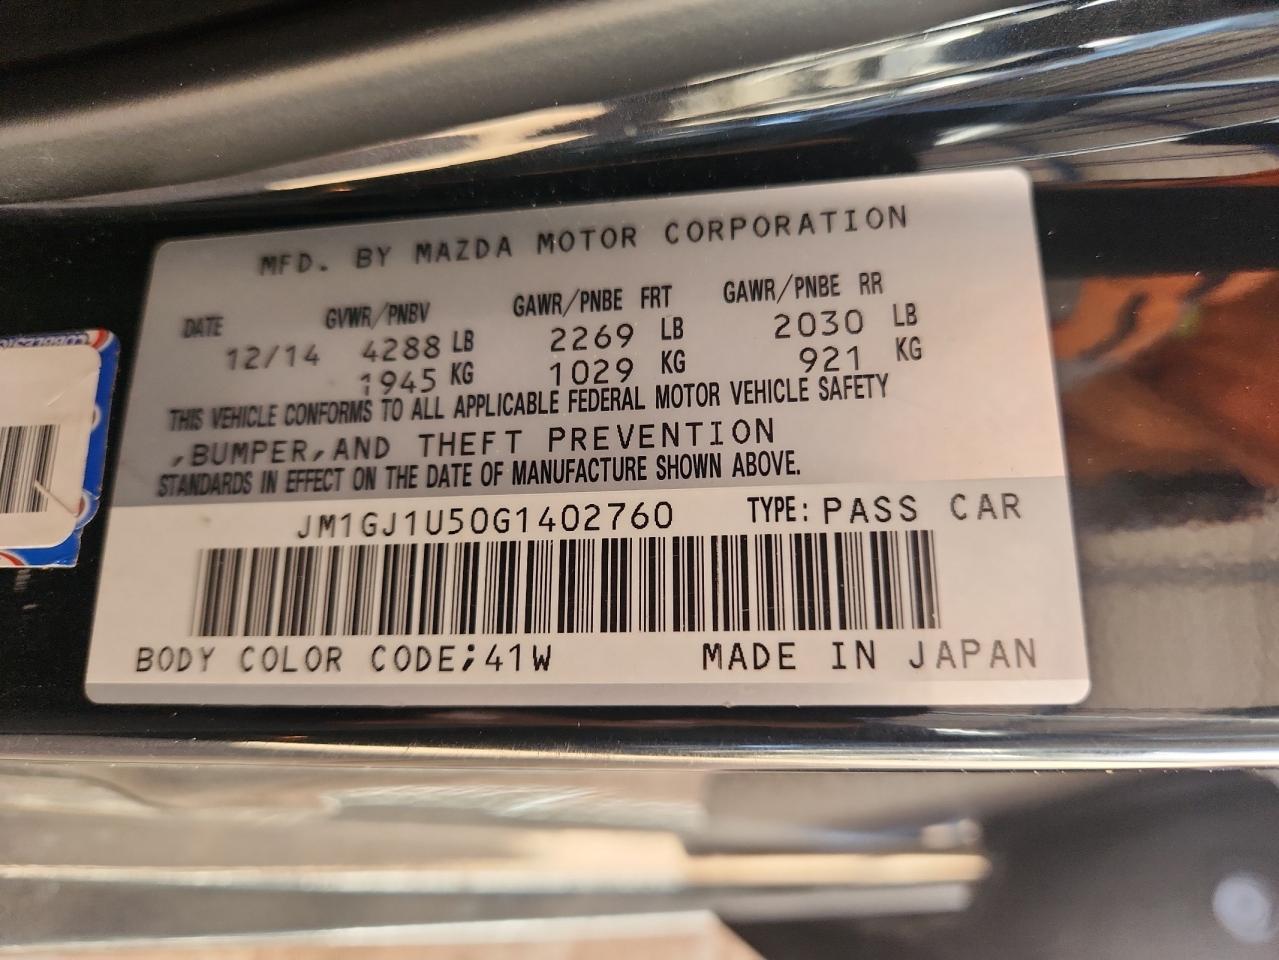 MFD. BY MAZDA MOTOR CORPORATION
DATE GVWR/PNBV GAWR/PNBE FRT GAWR/PNBE RR
12/14 4288 LB 2269 LB 2030 LB
1945 KG 1029 KG 921 KG
THIS VEHICLE CONFORMS TO ALL APPLICABLE FEDERAL MOTOR VEHICLE SAFETY
,BUMPER,AND THEFT PREVENTION
STANDARDS IN EFFECT ON THE DATE OF MANUFACTURE SHOWN ABOVE.
JM1GJ1U50G1402760 TYPE: PASS CAR
BODY COLOR CODE;41W MADE IN JAPAN